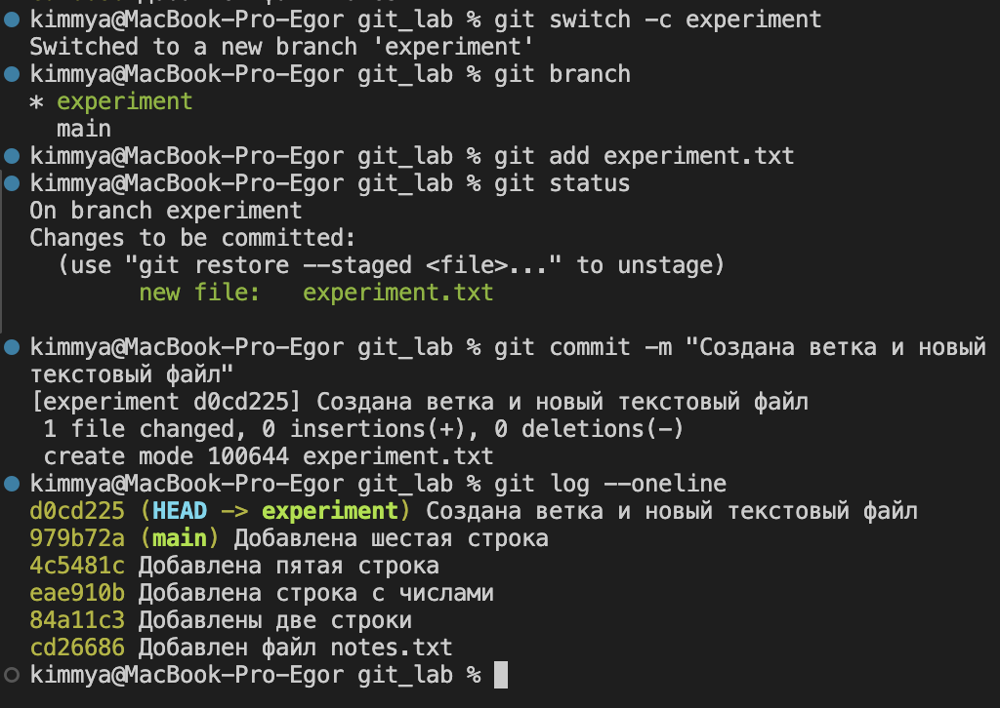 kimmya@MacBook-Pro-Egor git_lab % git switch -c experiment
Switched to a new branch 'experiment'
kimmya@MacBook-Pro-Egor git_lab % git branch
* experiment
  main
kimmya@MacBook-Pro-Egor git_lab % git add experiment.txt
kimmya@MacBook-Pro-Egor git_lab % git status
On branch experiment
Changes to be committed:
  (use "git restore --staged <file>..." to unstage)
        new file:   experiment.txt

kimmya@MacBook-Pro-Egor git_lab % git commit -m "Создана ветка и новый
текстовый файл"
[experiment d0cd225] Создана ветка и новый текстовый файл
 1 file changed, 0 insertions(+), 0 deletions(-)
 create mode 100644 experiment.txt
kimmya@MacBook-Pro-Egor git_lab % git log --oneline
d0cd225 (HEAD -> experiment) Создана ветка и новый текстовый файл
979b72a (main) Добавлена шестая строка
4c5481c Добавлена пятая строка
eae910b Добавлена строка с числами
84a11c3 Добавлены две строки
cd26686 Добавлен файл notes.txt
kimmya@MacBook-Pro-Egor git_lab %